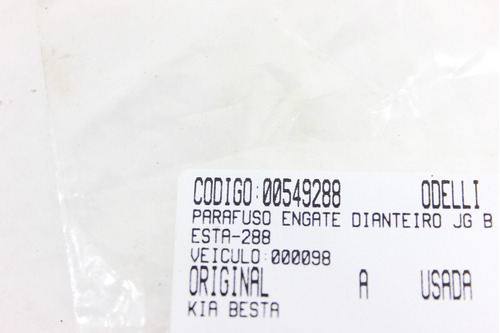 CODIGO:00549288 ODELLI
PARAFUSO ENGATE DIANTEIRO JG B
ESTA-288
VEICULO:000098
ORIGINAL A USADA
KIA BESTA